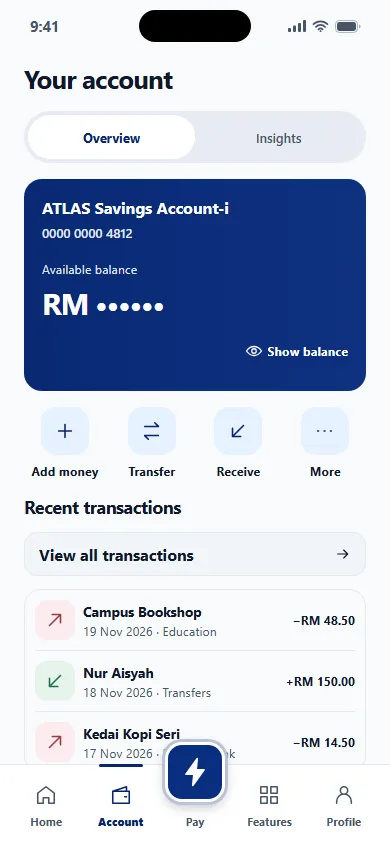 9:41
Your account
Overview
Insights
ATLAS Savings Account-i
0000 0000 4812
Available balance
RM ••••••
Show balance
Add money
Transfer
Receive
More
Recent transactions
View all transactions
Campus Bookshop
19 Nov 2026 · Education
−RM 48.50
Nur Aisyah
18 Nov 2026 · Transfers
+RM 150.00
Kedai Kopi Seri
17 Nov 2026 ·
−RM 14.50
Home
Account
Pay
Features
Profile